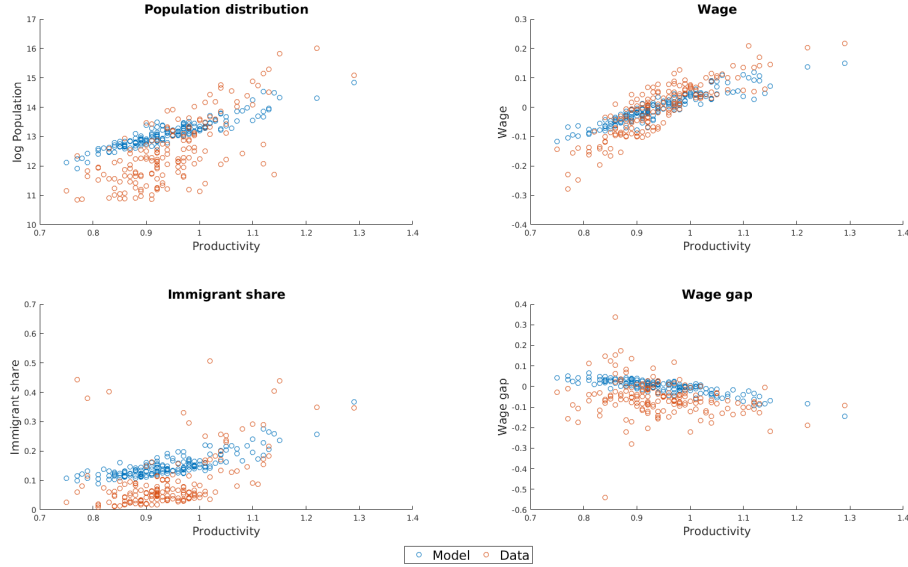 Population distribution
17
16
15
14
13
12
11
10
log Population
0.7 0.8 0.9 1 1.1 1.2 1.3 1.4
Productivity
Wage
0.3
0.2
0.1
0
-0.1
-0.2
-0.3
-0.4
Wage
0.7 0.8 0.9 1 1.1 1.2 1.3 1.4
Productivity
Immigrant share
0.7
0.6
0.5
0.4
0.3
0.2
0.1
0
Immigrant share
0.7 0.8 0.9 1 1.1 1.2 1.3 1.4
Productivity
Wage gap
0.4
0.3
0.2
0.1
0
-0.1
-0.2
-0.3
-0.4
-0.5
-0.6
Wage gap
0.7 0.8 0.9 1 1.1 1.2 1.3 1.4
Productivity
Model Data